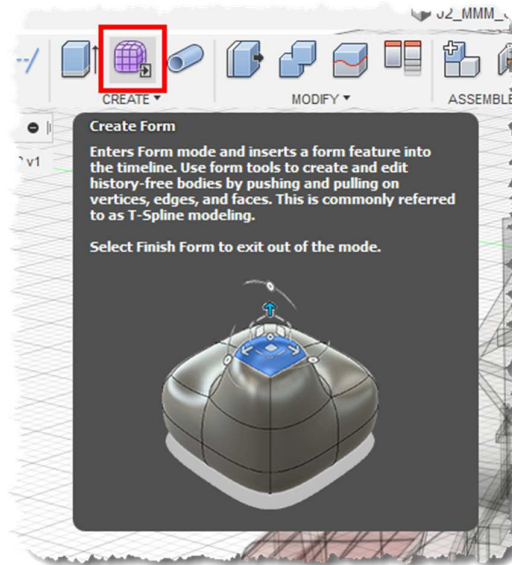 02_MMM_
CREATE ▾
MODIFY ▾
ASSEMBLE
v1
Create Form
Enters Form mode and inserts a form feature into
the timeline. Use form tools to create and edit
history-free bodies by pushing and pulling on
vertices, edges, and faces. This is commonly referred
to as T-Spline modeling.
Select Finish Form to exit out of the mode.